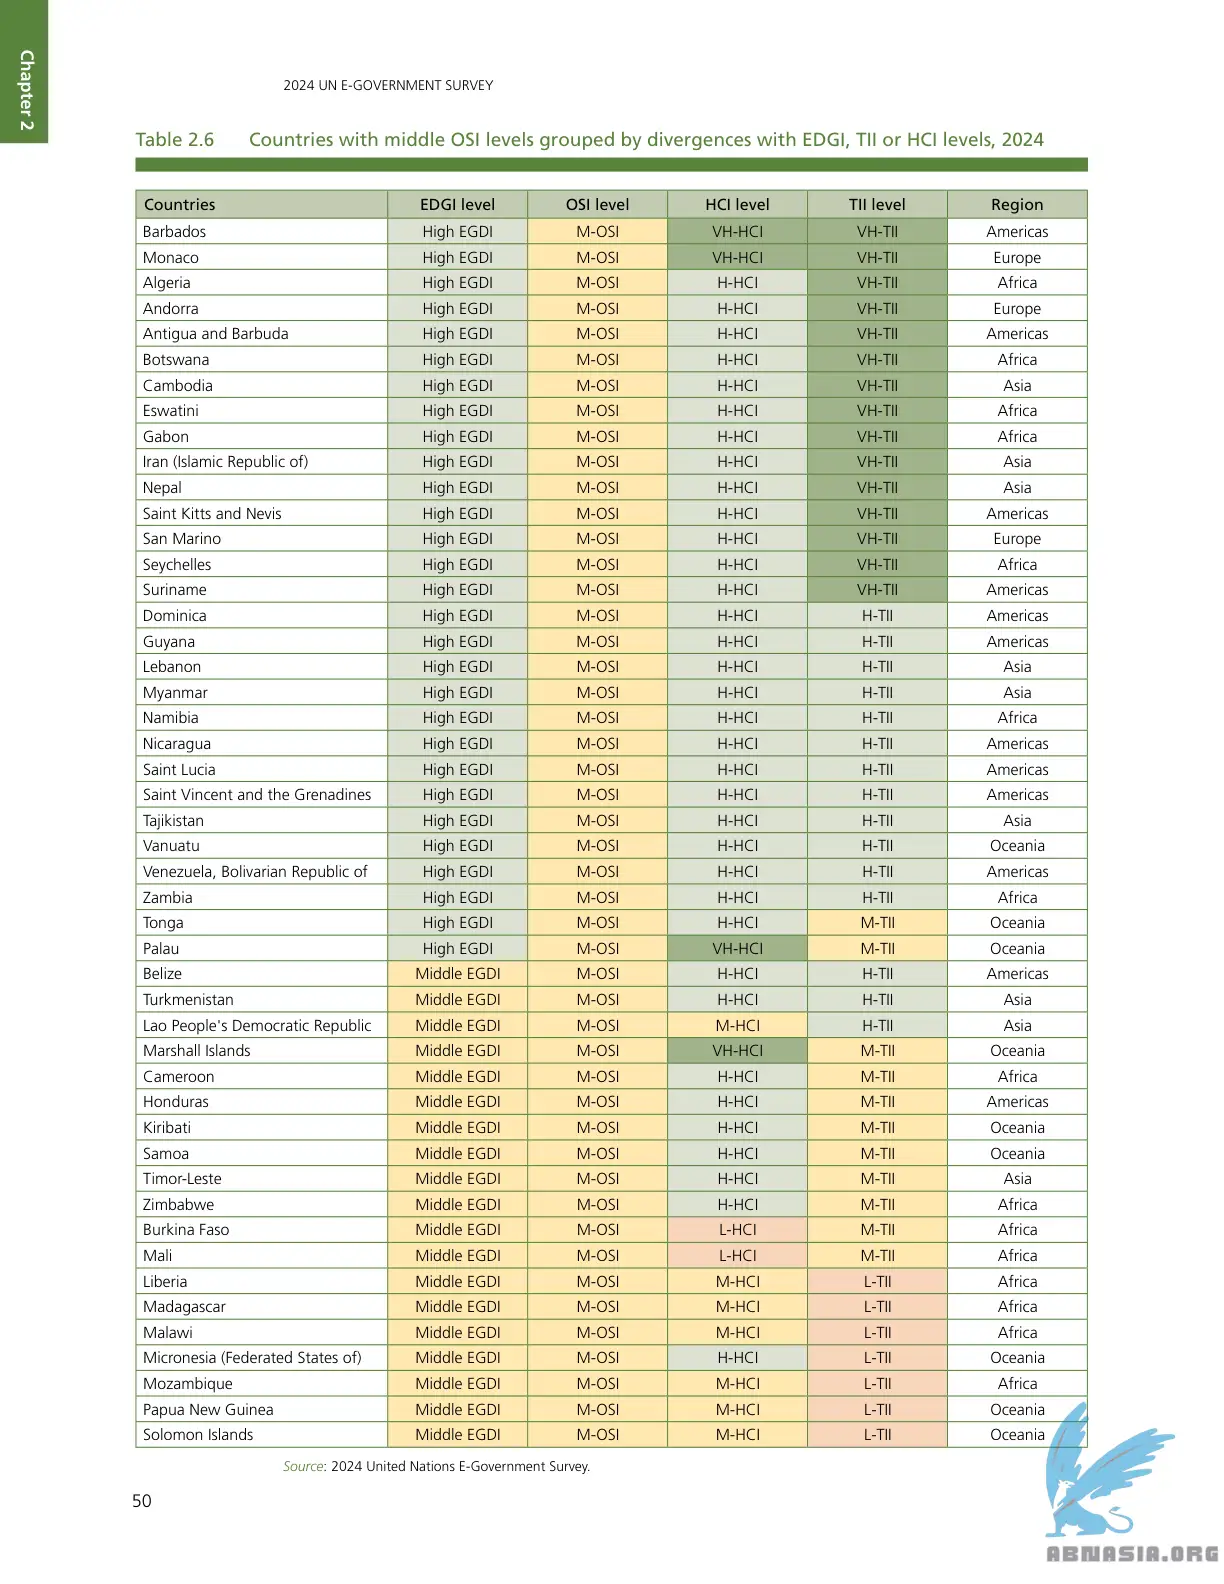 Chapter 2
2024 UN E-GOVERNMENT SURVEY
Table 2.6 Countries with middle OSI levels grouped by divergences with EDGI, TII or HCI levels, 2024
Countries EDGI level OSI level HCI level TII level Region
Barbados High EGDI M-OSI VH-HCI VH-TII Americas
Monaco High EGDI M-OSI VH-HCI VH-TII Europe
Algeria High EGDI M-OSI H-HCI VH-TII Africa
Andorra High EGDI M-OSI H-HCI VH-TII Europe
Antigua and Barbuda High EGDI M-OSI H-HCI VH-TII Americas
Botswana High EGDI M-OSI H-HCI VH-TII Africa
Cambodia High EGDI M-OSI H-HCI VH-TII Asia
Eswatini High EGDI M-OSI H-HCI VH-TII Africa
Gabon High EGDI M-OSI H-HCI VH-TII Africa
Iran (Islamic Republic of) High EGDI M-OSI H-HCI VH-TII Asia
Nepal High EGDI M-OSI H-HCI VH-TII Asia
Saint Kitts and Nevis High EGDI M-OSI H-HCI VH-TII Americas
San Marino High EGDI M-OSI H-HCI VH-TII Europe
Seychelles High EGDI M-OSI H-HCI VH-TII Africa
Suriname High EGDI M-OSI H-HCI VH-TII Americas
Dominica High EGDI M-OSI H-HCI H-TII Americas
Guyana High EGDI M-OSI H-HCI H-TII Americas
Lebanon High EGDI M-OSI H-HCI H-TII Asia
Myanmar High EGDI M-OSI H-HCI H-TII Asia
Namibia High EGDI M-OSI H-HCI H-TII Africa
Nicaragua High EGDI M-OSI H-HCI H-TII Americas
Saint Lucia High EGDI M-OSI H-HCI H-TII Americas
Saint Vincent and the Grenadines High EGDI M-OSI H-HCI H-TII Americas
Tajikistan High EGDI M-OSI H-HCI H-TII Asia
Vanuatu High EGDI M-OSI H-HCI H-TII Oceania
Venezuela, Bolivarian Republic of High EGDI M-OSI H-HCI H-TII Americas
Zambia High EGDI M-OSI H-HCI H-TII Africa
Tonga High EGDI M-OSI H-HCI M-TII Oceania
Palau High EGDI M-OSI VH-HCI M-TII Oceania
Belize Middle EGDI M-OSI H-HCI H-TII Americas
Turkmenistan Middle EGDI M-OSI H-HCI H-TII Asia
Lao People's Democratic Republic Middle EGDI M-OSI M-HCI H-TII Asia
Marshall Islands Middle EGDI M-OSI VH-HCI M-TII Oceania
Cameroon Middle EGDI M-OSI H-HCI M-TII Africa
Honduras Middle EGDI M-OSI H-HCI M-TII Americas
Kiribati Middle EGDI M-OSI H-HCI M-TII Oceania
Samoa Middle EGDI M-OSI H-HCI M-TII Oceania
Timor-Leste Middle EGDI M-OSI H-HCI M-TII Asia
Zimbabwe Middle EGDI M-OSI H-HCI M-TII Africa
Burkina Faso Middle EGDI M-OSI L-HCI M-TII Africa
Mali Middle EGDI M-OSI L-HCI M-TII Africa
Liberia Middle EGDI M-OSI M-HCI L-TII Africa
Madagascar Middle EGDI M-OSI M-HCI L-TII Africa
Malawi Middle EGDI M-OSI M-HCI L-TII Africa
Micronesia (Federated States of) Middle EGDI M-OSI H-HCI L-TII Oceania
Mozambique Middle EGDI M-OSI M-HCI L-TII Africa
Papua New Guinea Middle EGDI M-OSI M-HCI L-TII Oceania
Solomon Islands Middle EGDI M-OSI M-HCI L-TII Oceania
Source: 2024 United Nations E-Government Survey.
50
ABNASIA.ORG